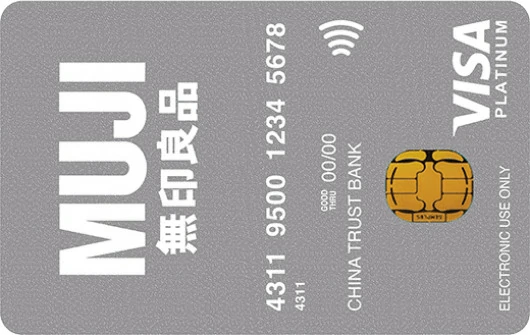 MUJI
無印良品
4311 9500 1234 5678
4311
GOOD
THRU
00/00
CHINA TRUST BANK
VISA
PLATINUM
ELECTRONIC USE ONLY